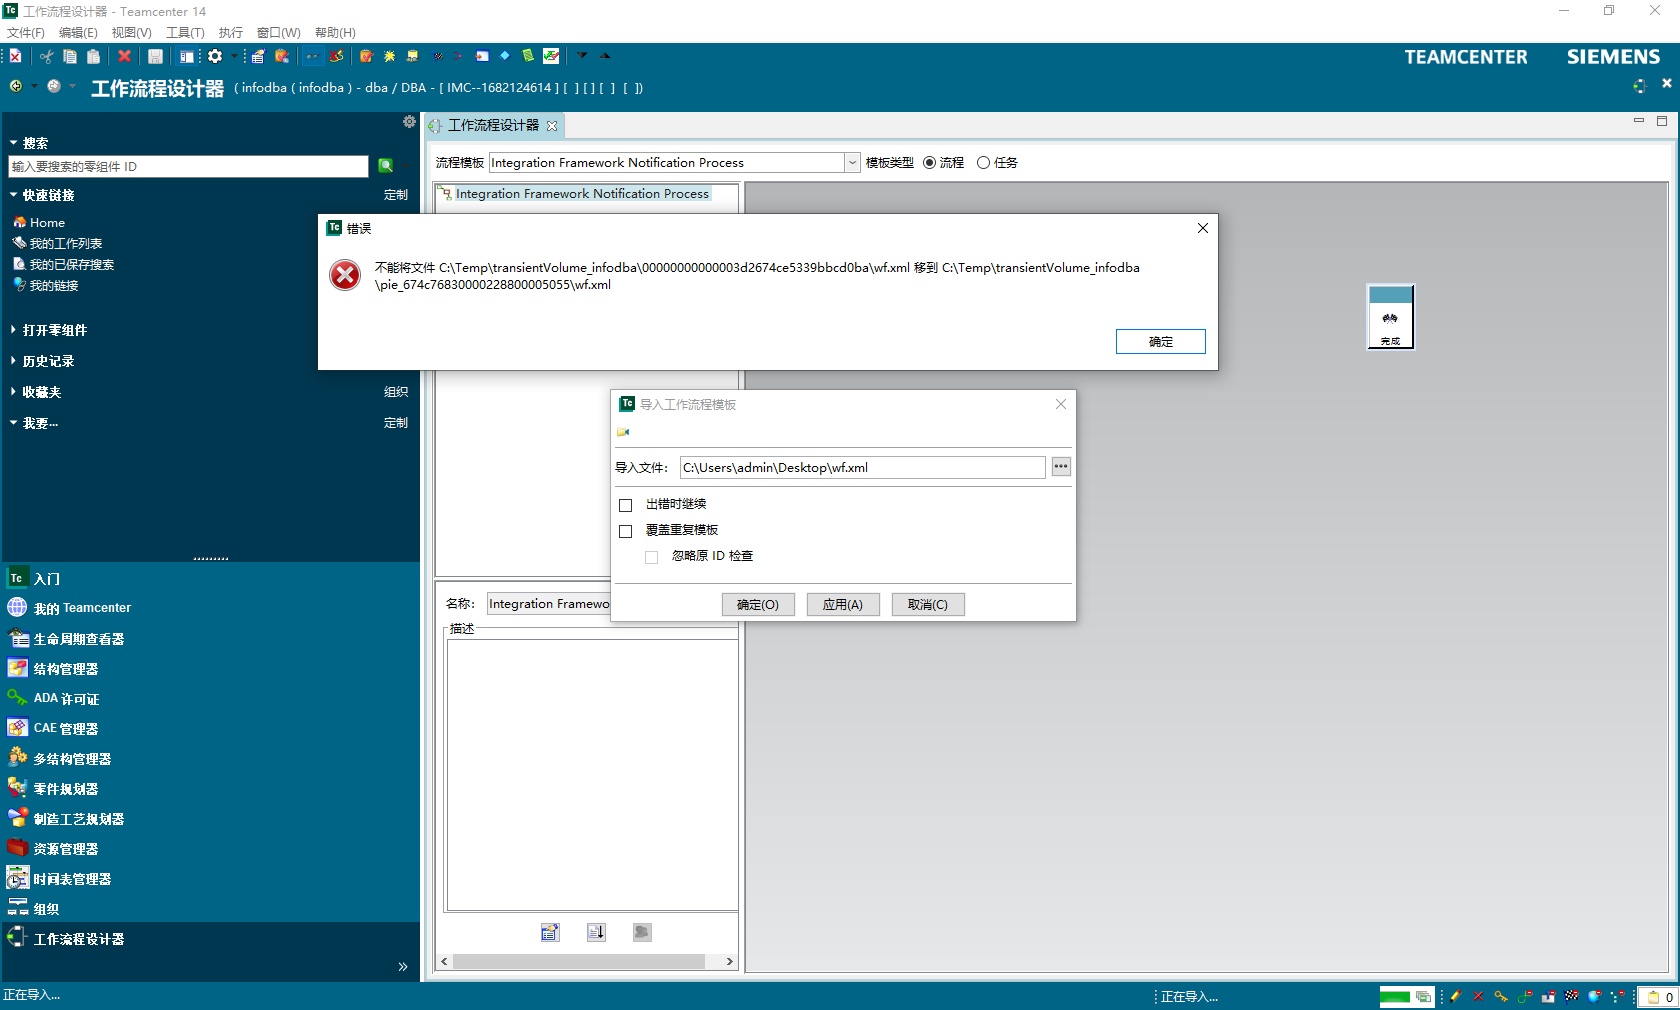 工作流程设计器 - Teamcenter 14
文件(F) 编辑(E) 视图(V) 工具(T) 执行 窗口(W) 帮助(H)
TEAMCENTER SIEMENS
工作流程设计器 ( infodba ( infodba ) - dba / DBA - [ IMC--1682124614 ] [ ] [ ] [ ] [ ])
搜索
输入要搜索的零组件 ID
快速链接 定制
Home
我的工作列表
我的已保存搜索
我的链接
打开零组件
历史记录
收藏夹 组织
我要... 定制
入门
我的 Teamcenter
生命周期查看器
结构管理器
ADA 许可证
CAE 管理器
多结构管理器
零件规划器
制造工艺规划器
资源管理器
时间表管理器
组织
工作流程设计器
»
工作流程设计器
流程模板 Integration Framework Notification Process 模板类型 流程 任务
Integration Framework Notification Process
错误
不能将文件 C:\Temp\transientVolume_infodba\00000000000003d2674ce5339bbcd0ba\wf.xml 移到 C:\Temp\transientVolume_infodba
\pie_674c76830000228800005055\wf.xml
确定
完成
导入工作流程模板
导入文件: C:\Users\admin\Desktop\wf.xml
出错时继续
覆盖重复模板
忽略原 ID 检查
确定(O) 应用(A) 取消(C)
名称: Integration Framewo
描述
正在导入... 正在导入... 0